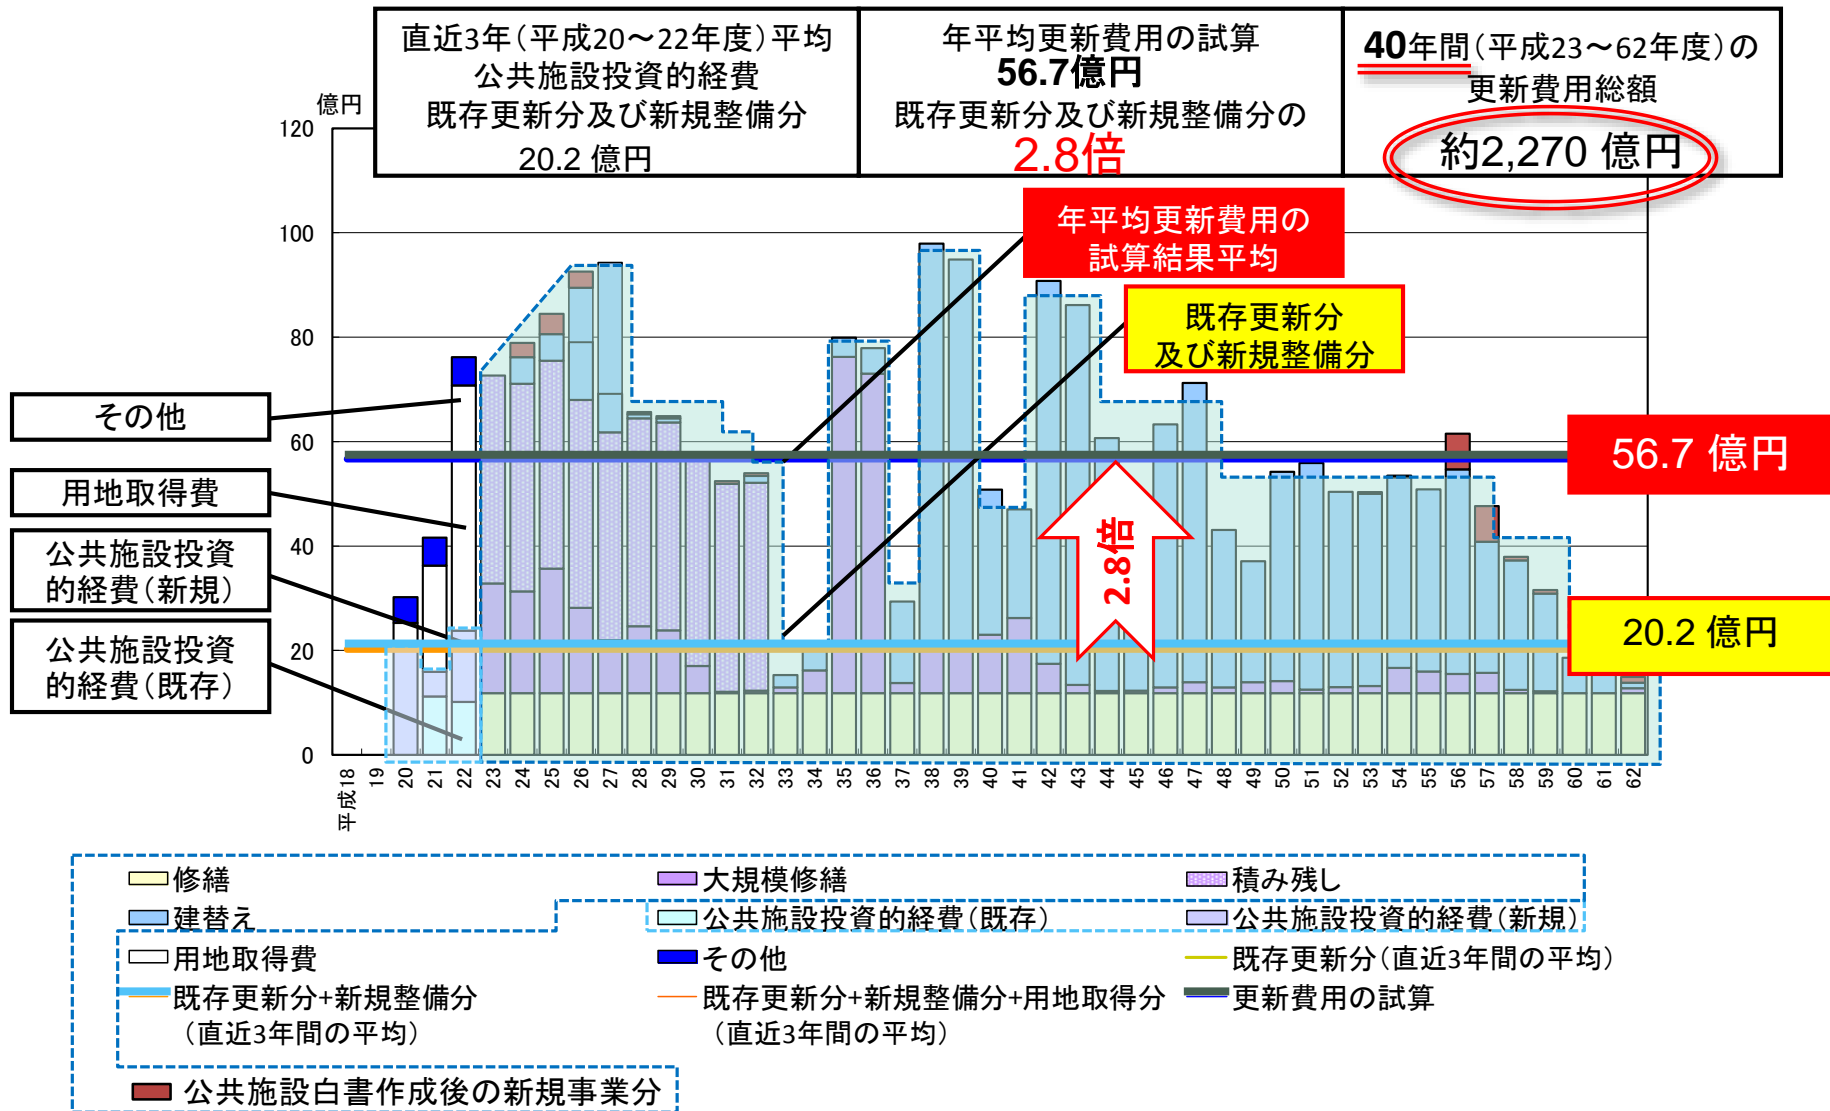 直近3年(平成20～22年度)平均
公共施設投資的経費
既存更新分及び新規整備分
20.2 億円
年平均更新費用の試算
56.7億円
既存更新分及び新規整備分の
2.8倍
40年間(平成23～62年度)の
更新費用総額
約2,270 億円
億円
120
100
80
60
40
20
0
年平均更新費用の
試算結果平均
既存更新分
及び新規整備分
その他
用地取得費
公共施設投資
的経費(新規)
公共施設投資
的経費(既存)
2.8倍
56.7 億円
20.2 億円
平成18 19 20 21 22 23 24 25 26 27 28 29 30 31 32 33 34 35 36 37 38 39 40 41 42 43 44 45 46 47 48 49 50 51 52 53 54 55 56 57 58 59 60 61 62
修繕 大規模修繕 積み残し
建替え 公共施設投資的経費(既存) 公共施設投資的経費(新規)
用地取得費 その他 既存更新分(直近3年間の平均)
既存更新分+新規整備分
(直近3年間の平均)
既存更新分+新規整備分+用地取得分
(直近3年間の平均)
更新費用の試算
公共施設白書作成後の新規事業分